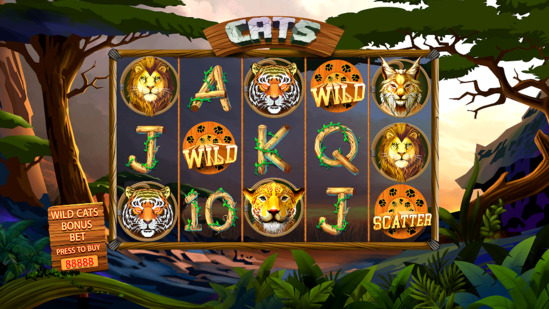 CATS
A
WILD
J
WILD
K
Q
10
J
SCATTER
WILD CATS
BONUS
BET
PRESS TO BUY
88888